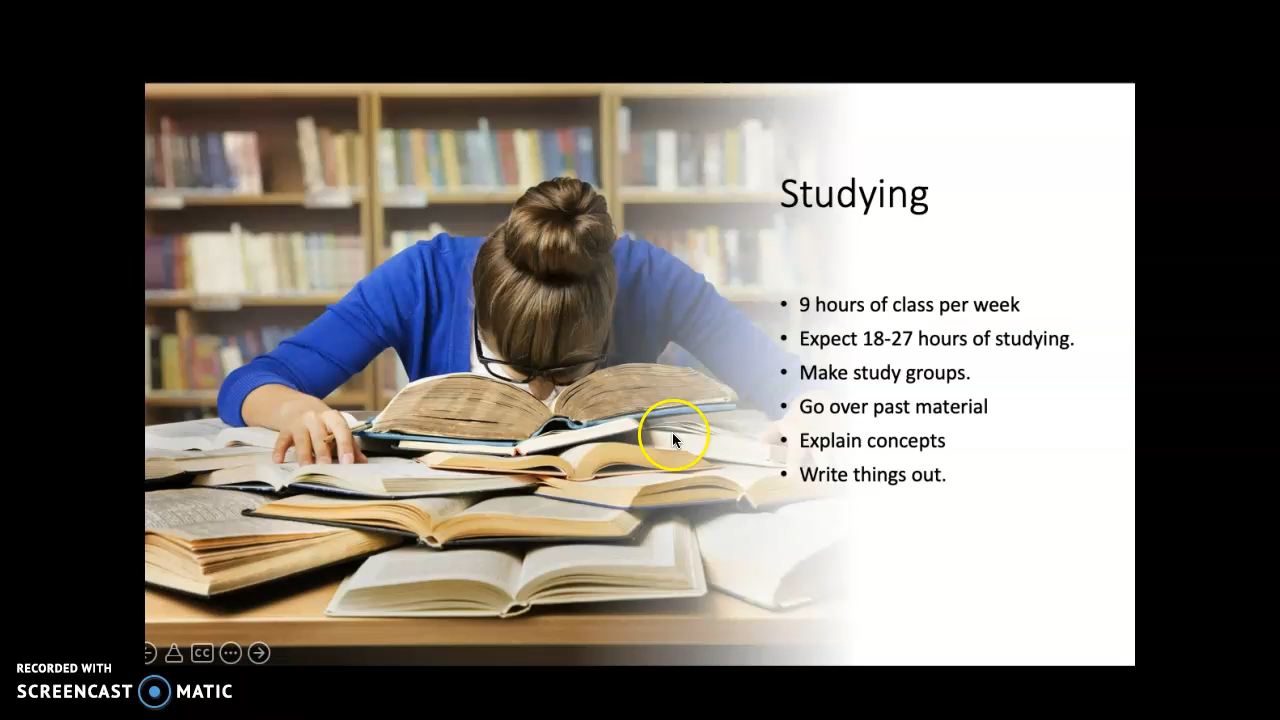 Studying
• 9 hours of class per week
• Expect 18-27 hours of studying.
• Make study groups.
• Go over past material
• Explain concepts
• Write things out.
CC
RECORDED WITH
SCREENCAST MATIC